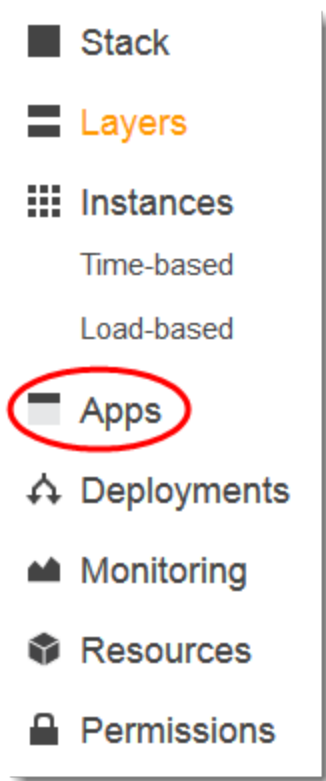 Stack
Layers
Instances
Time-based
Load-based
Apps
Deployments
Monitoring
Resources
Permissions